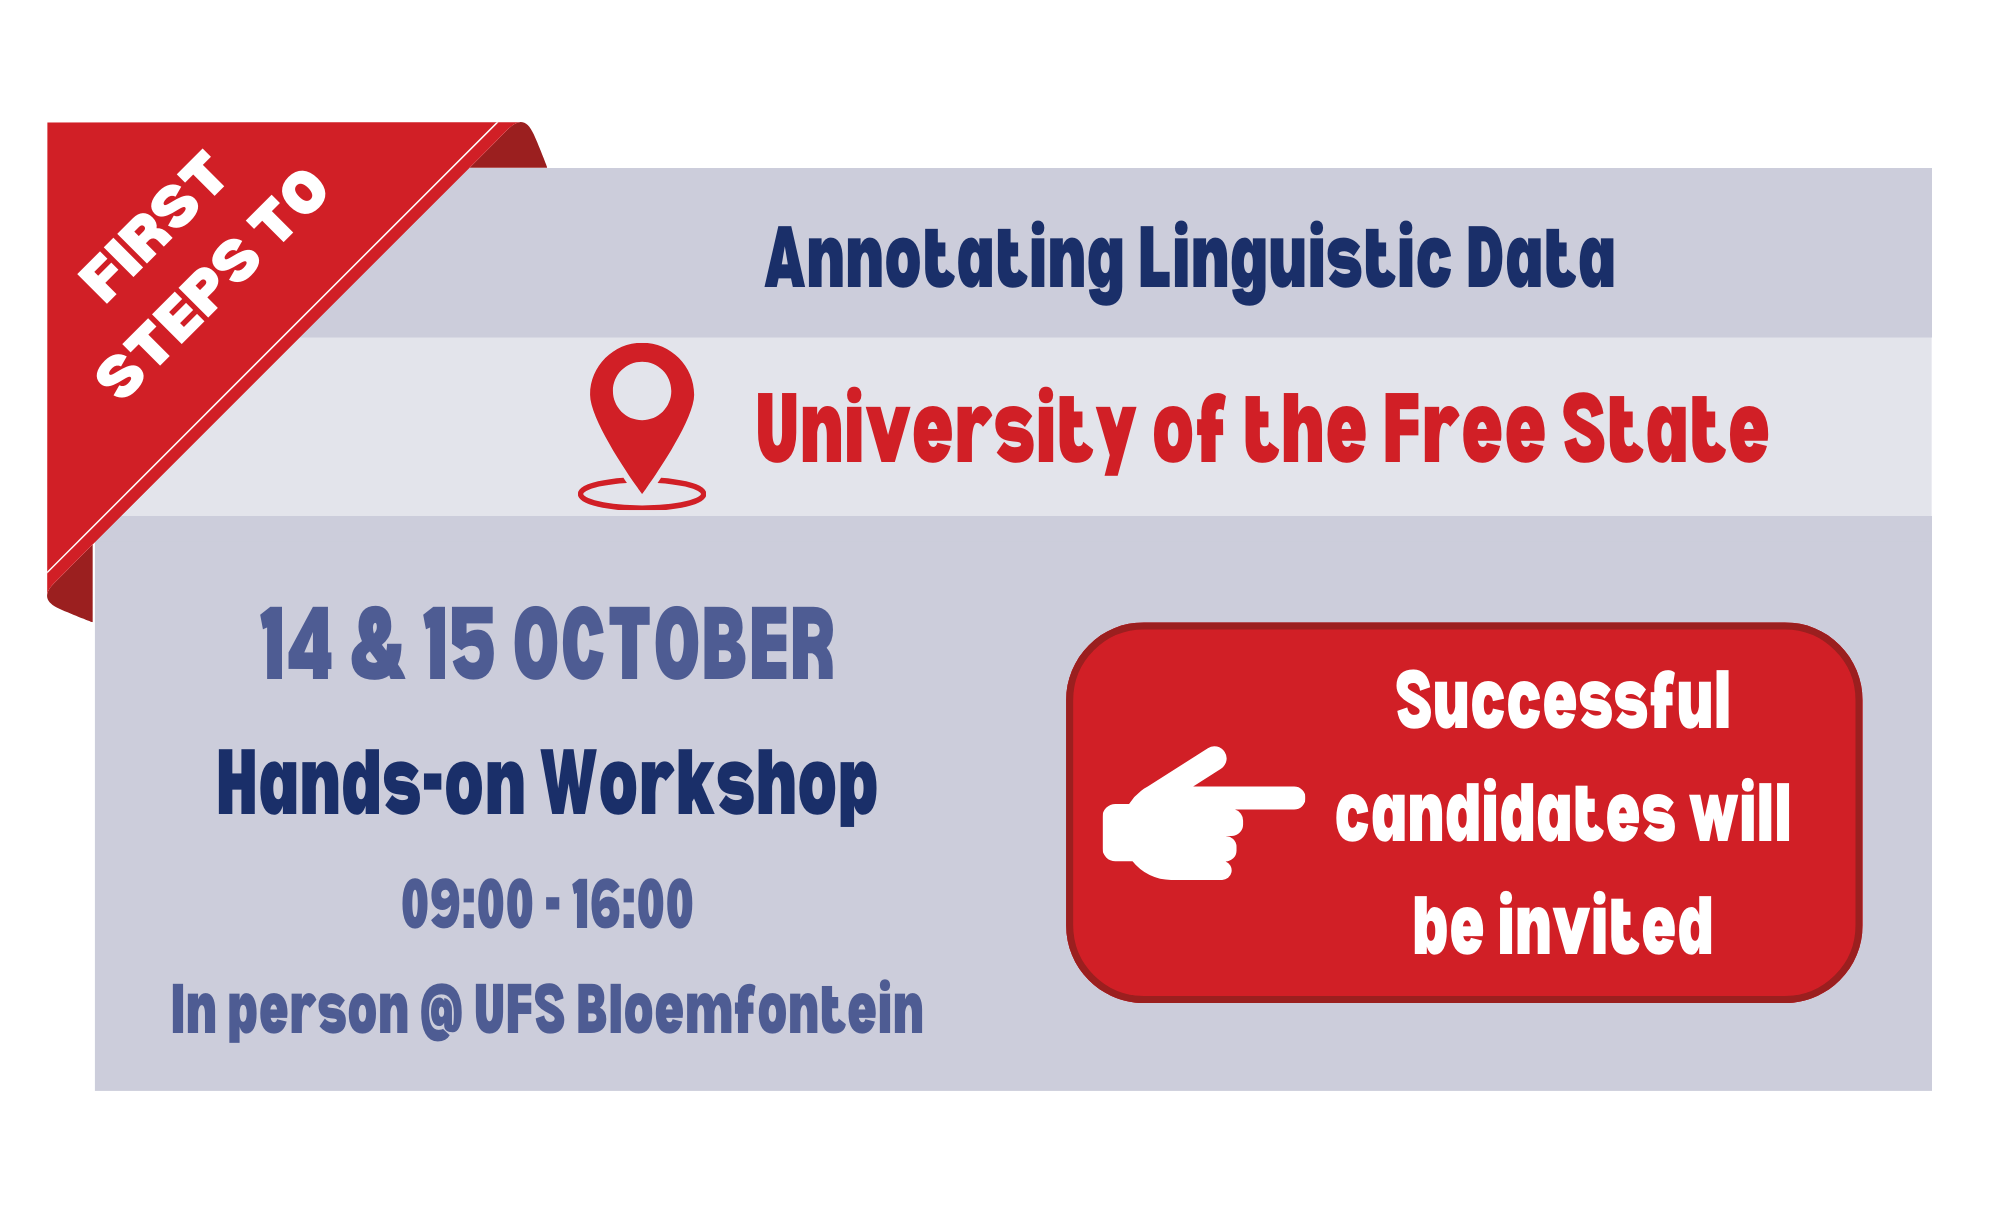 FIRST
STEPS TO
Annotating Linguistic Data
University of the Free State
14 & 15 OCTOBER
Hands-on Workshop
09:00 - 16:00
In person @ UFS Bloemfontein
Successful
candidates will
be invited